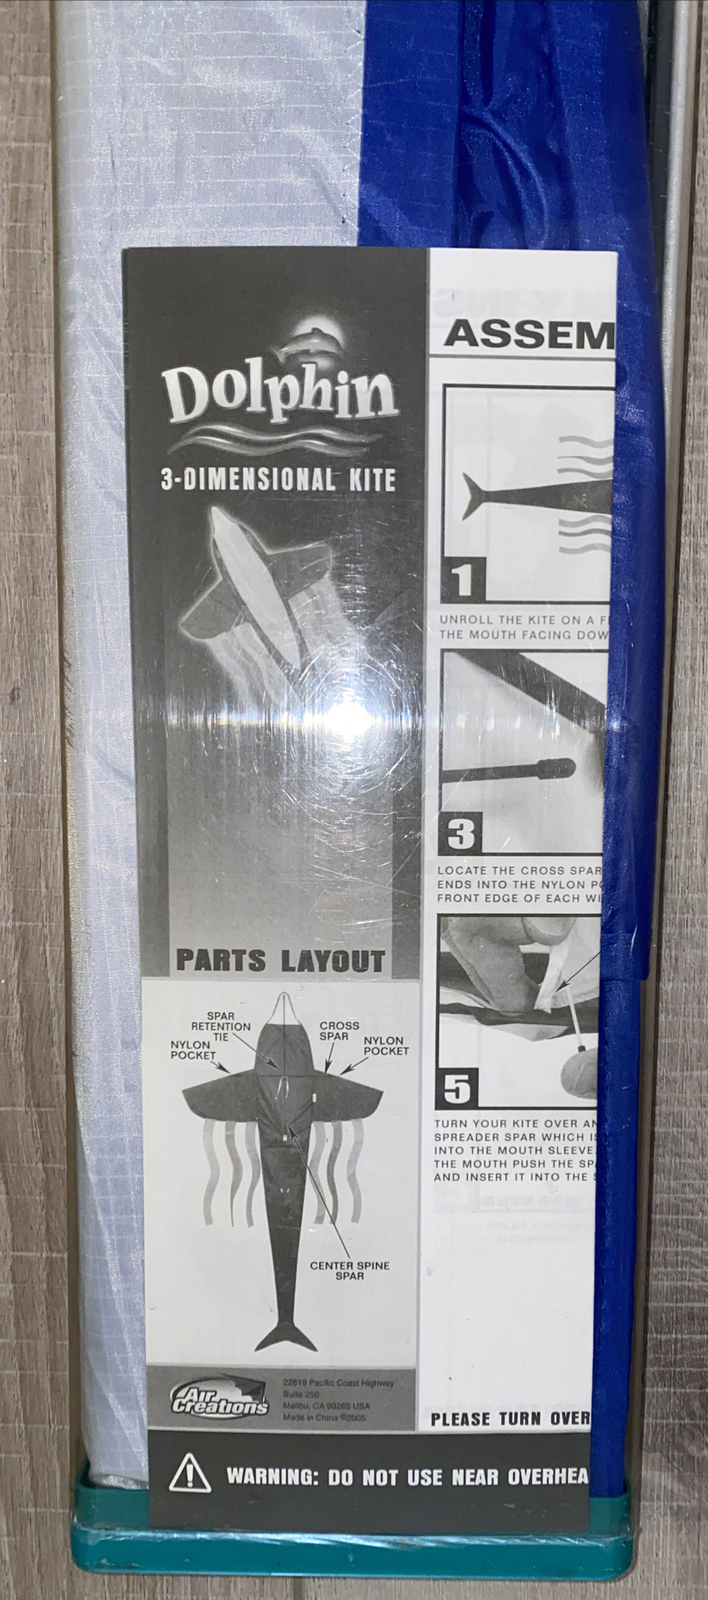 Dolphin
3-DIMENSIONAL KITE
PARTS LAYOUT
SPAR
RETENTION
TIE
NYLON
POCKET
CROSS
SPAR
NYLON
POCKET
CENTER SPINE
SPAR
Air
Creations
22619 Pacific Coast Highway
Suite 250
Malibu, CA 90265 USA
Made in China ©2005
ASSEM
1
UNROLL THE KITE ON A F
THE MOUTH FACING DOW
3
LOCATE THE CROSS SPAR
ENDS INTO THE NYLON PO
FRONT EDGE OF EACH WI
5
TURN YOUR KITE OVER AN
SPREADER SPAR WHICH IS
INTO THE MOUTH SLEEVE.
THE MOUTH PUSH THE SPA
AND INSERT IT INTO THE S
PLEASE TURN OVER
WARNING: DO NOT USE NEAR OVERHEA